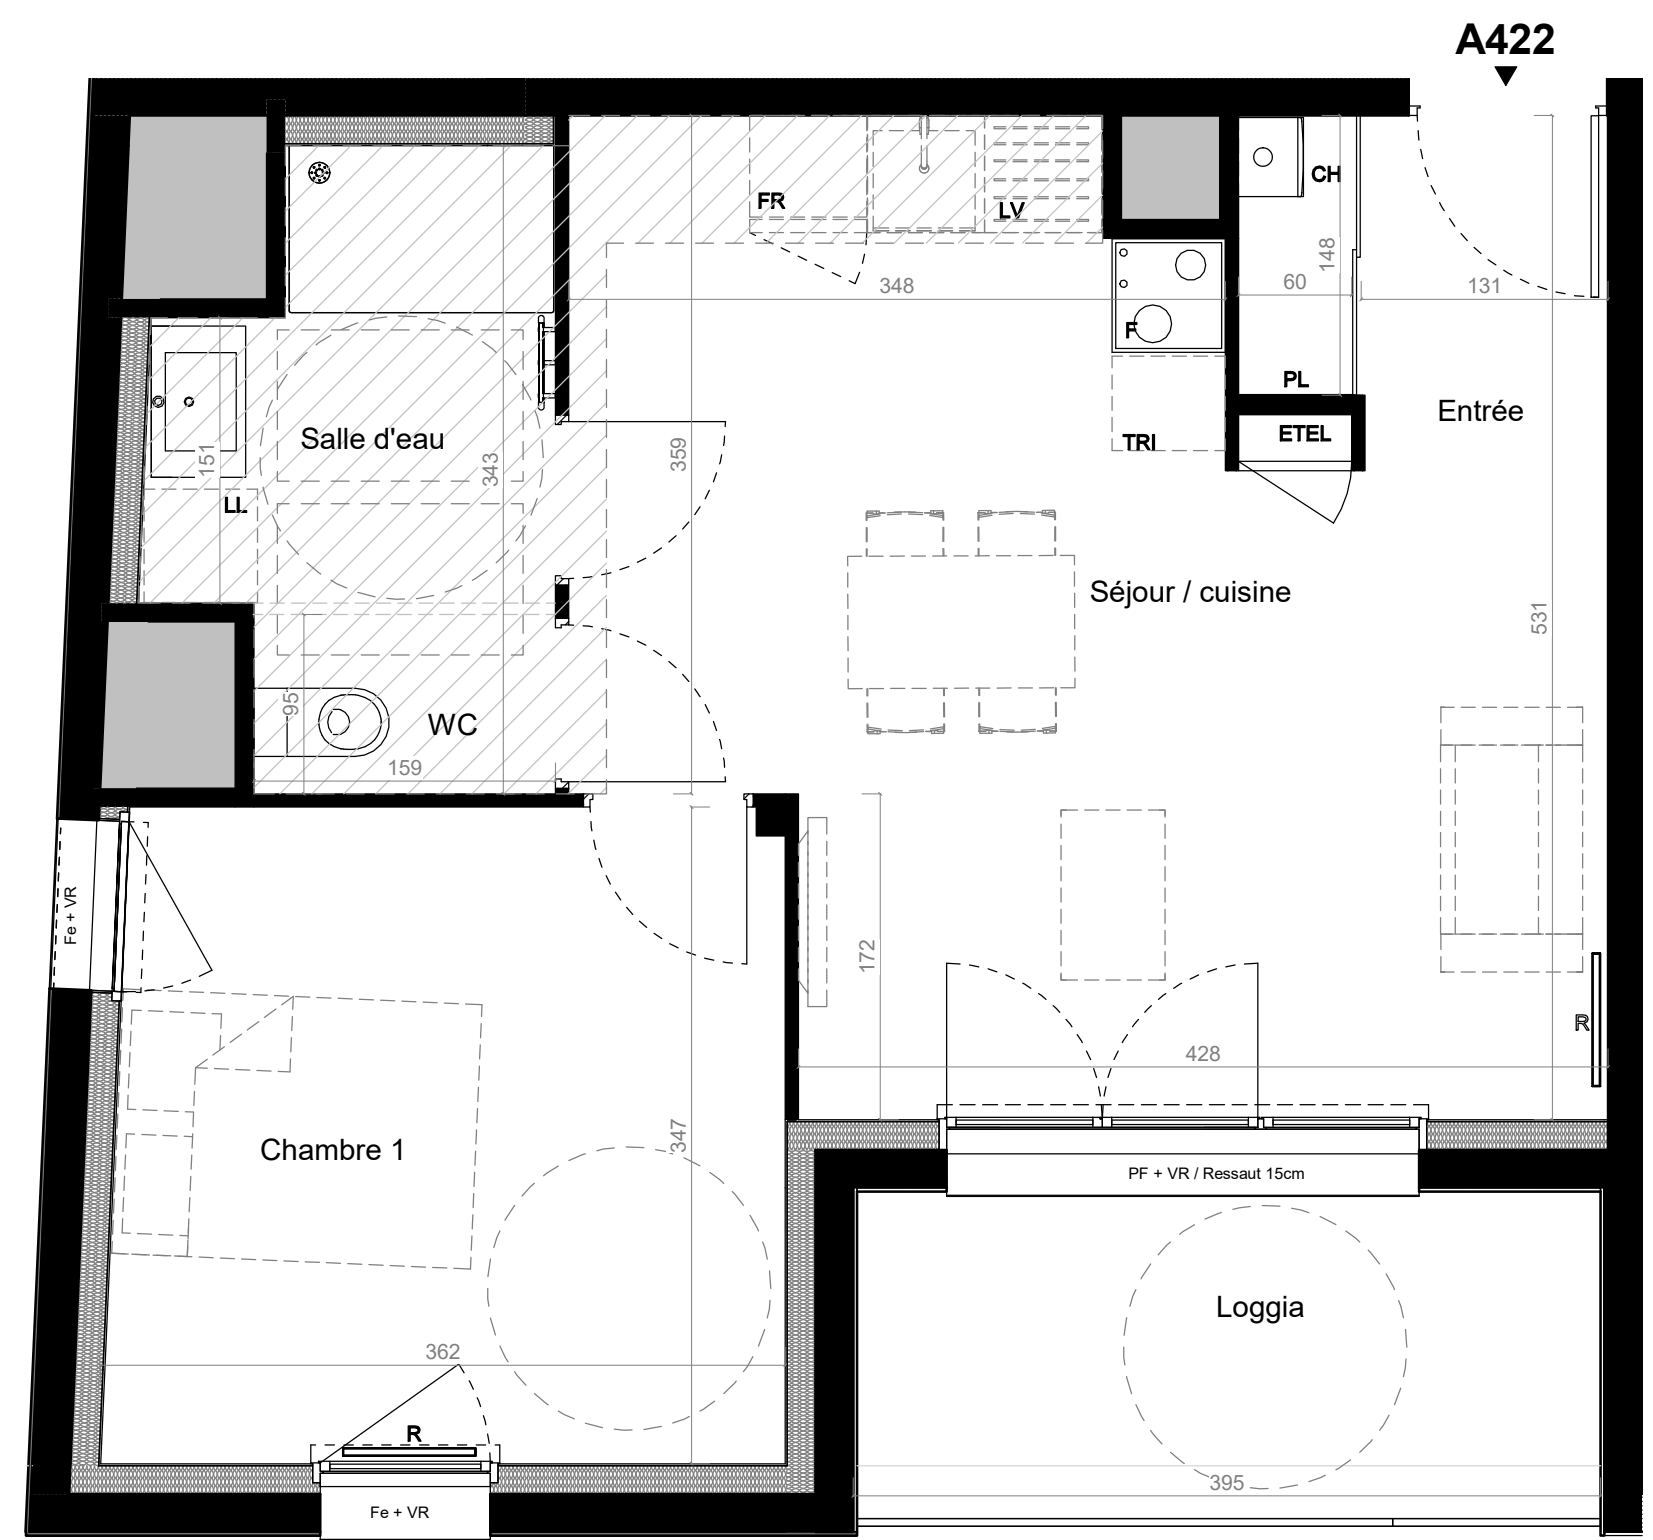 A422
CH
FR
LV
148
348
60
131
F
PL
Entrée
Salle d'eau
TRI
ETEL
151
343
359
LL
Séjour / cuisine
531
95
WC
159
Fe + VR
172
R
428
347
Chambre 1
PF + VR / Ressaut 15cm
Loggia
362
R
395
Fe + VR